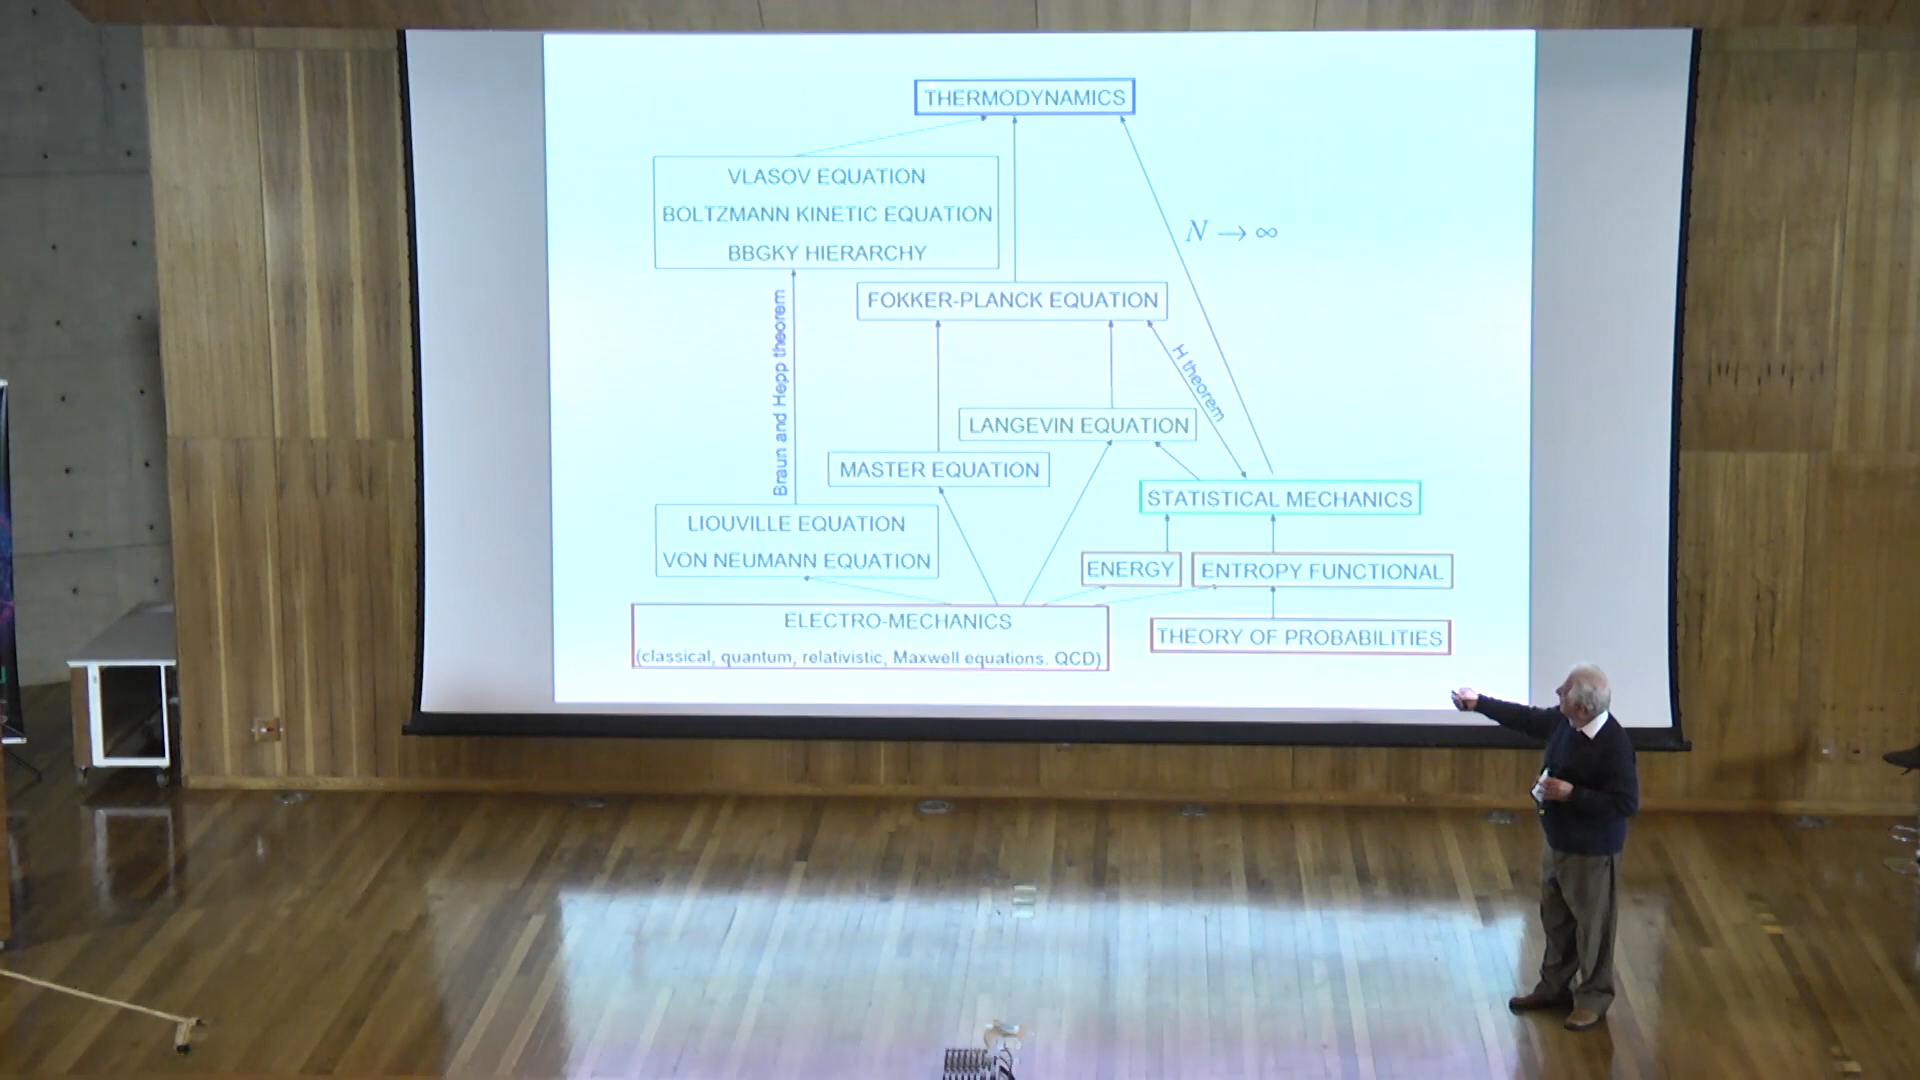 THERMODYNAMICS
VLASOV EQUATION
BOLTZMANN KINETIC EQUATION
BBGKY HIERARCHY
N → ∞
FOKKER-PLANCK EQUATION
Braun and Hepp theorem
H theorem
LANGEVIN EQUATION
MASTER EQUATION
STATISTICAL MECHANICS
LIOUVILLE EQUATION
VON NEUMANN EQUATION
ENERGY
ENTROPY FUNCTIONAL
ELECTRO-MECHANICS
(classical, quantum, relativistic, Maxwell equations. QCD)
THEORY OF PROBABILITIES